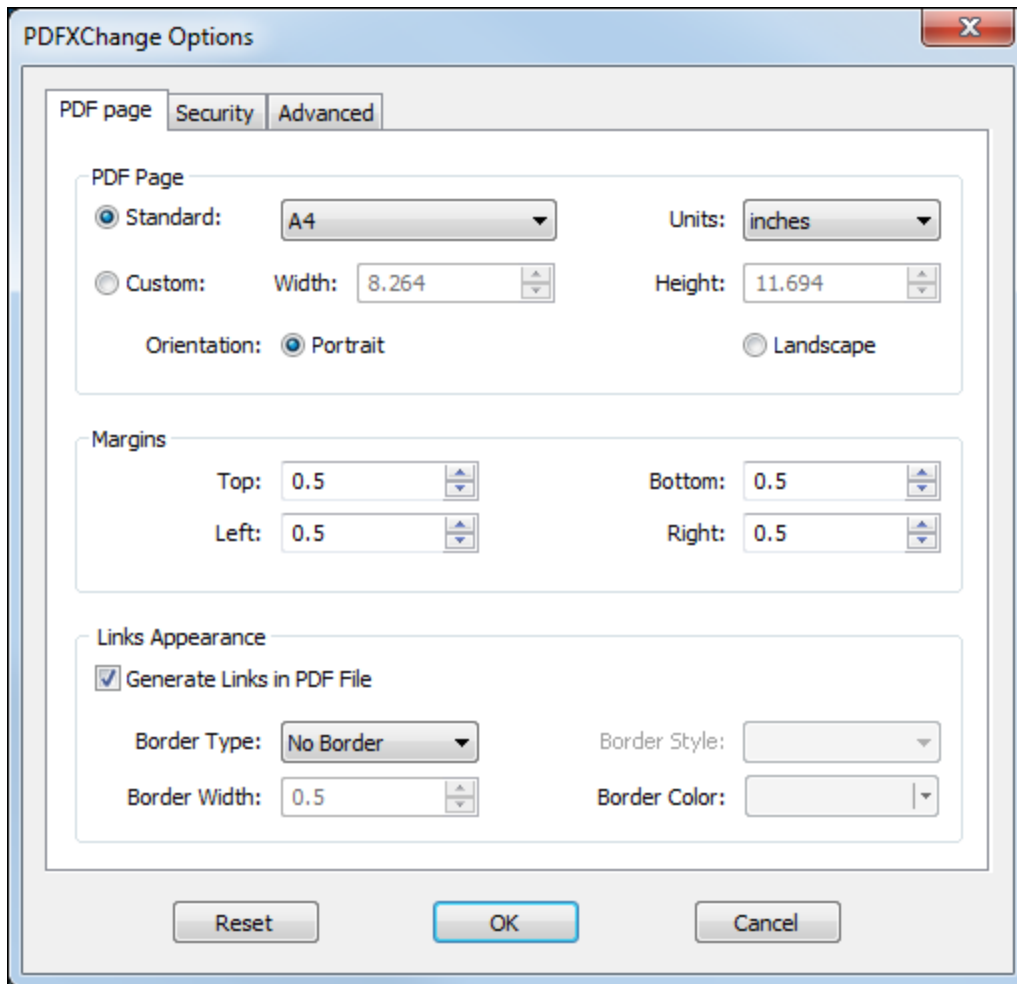 PDFXChange Options
PDF page Security Advanced
PDF Page
Standard: A4 Units: inches
Custom: Width: 8.264 Height: 11.694
Orientation: Portrait Landscape
Margins
Top: 0.5 Bottom: 0.5
Left: 0.5 Right: 0.5
Links Appearance
Generate Links in PDF File
Border Type: No Border Border Style:
Border Width: 0.5 Border Color:
Reset OK Cancel